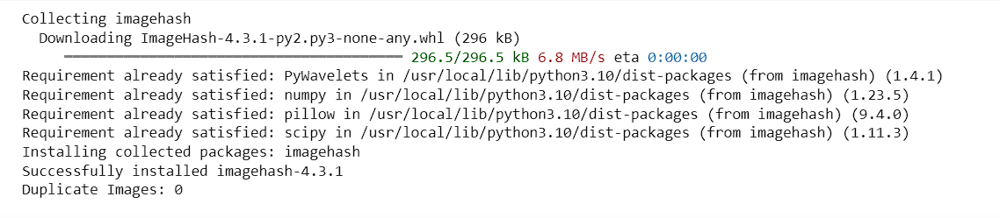 Collecting imagehash
Downloading ImageHash-4.3.1-py2.py3-none-any.whl (296 kB)
296.5/296.5 kB 6.8 MB/s eta 0:00:00
Requirement already satisfied: PyWavelets in /usr/local/lib/python3.10/dist-packages (from imagehash) (1.4.1)
Requirement already satisfied: numpy in /usr/local/lib/python3.10/dist-packages (from imagehash) (1.23.5)
Requirement already satisfied: pillow in /usr/local/lib/python3.10/dist-packages (from imagehash) (9.4.0)
Requirement already satisfied: scipy in /usr/local/lib/python3.10/dist-packages (from imagehash) (1.11.3)
Installing collected packages: imagehash
Successfully installed imagehash-4.3.1
Duplicate Images: 0